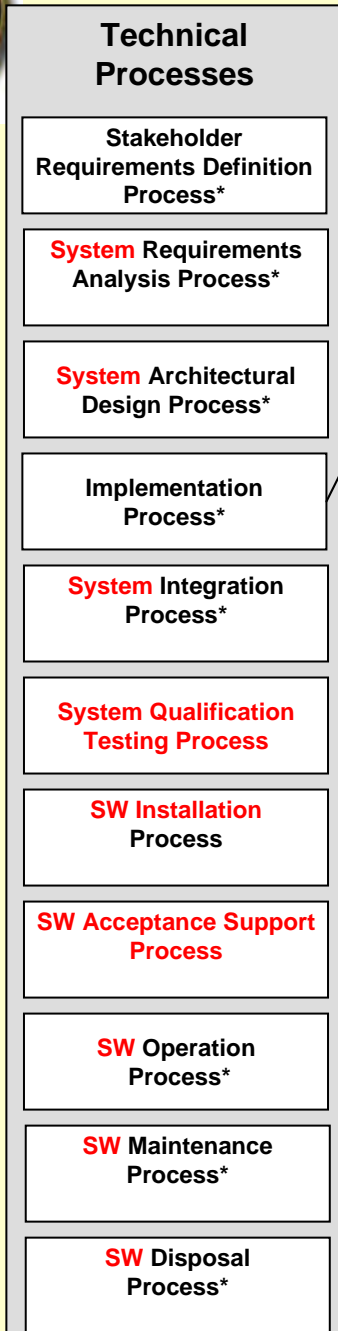 Technical
Processes
Stakeholder
Requirements Definition
Process*
System Requirements
Analysis Process*
System Architectural
Design Process*
Implementation
Process*
System Integration
Process*
System Qualification
Testing Process
SW Installation
Process
SW Acceptance Support
Process
SW Operation
Process*
SW Maintenance
Process*
SW Disposal
Process*